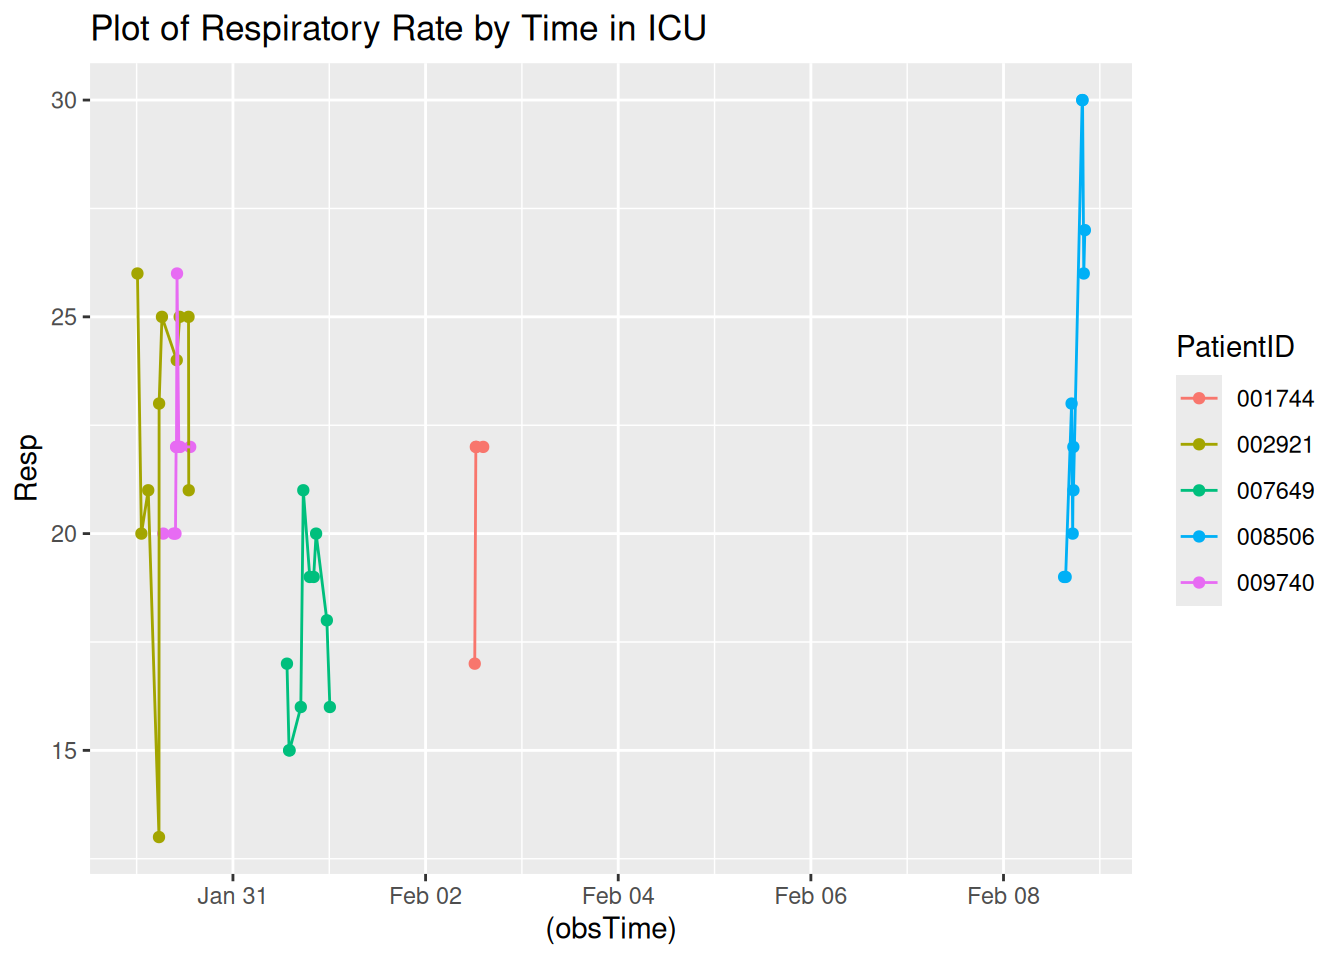 Plot of Respiratory Rate by Time in ICU
Resp
30
25
20
15
Jan 31
Feb 02
Feb 04
Feb 06
Feb 08
(obsTime)
PatientID
001744
002921
007649
008506
009740